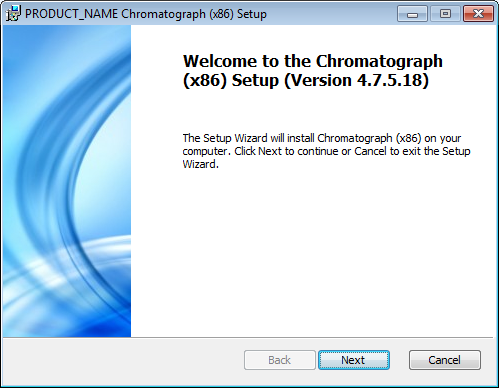 PRODUCT_NAME Chromatograph (x86) Setup
Welcome to the Chromatograph
(x86) Setup (Version 4.7.5.18)
The Setup Wizard will install Chromatograph (x86) on your
computer. Click Next to continue or Cancel to exit the Setup
Wizard.
Back Next Cancel